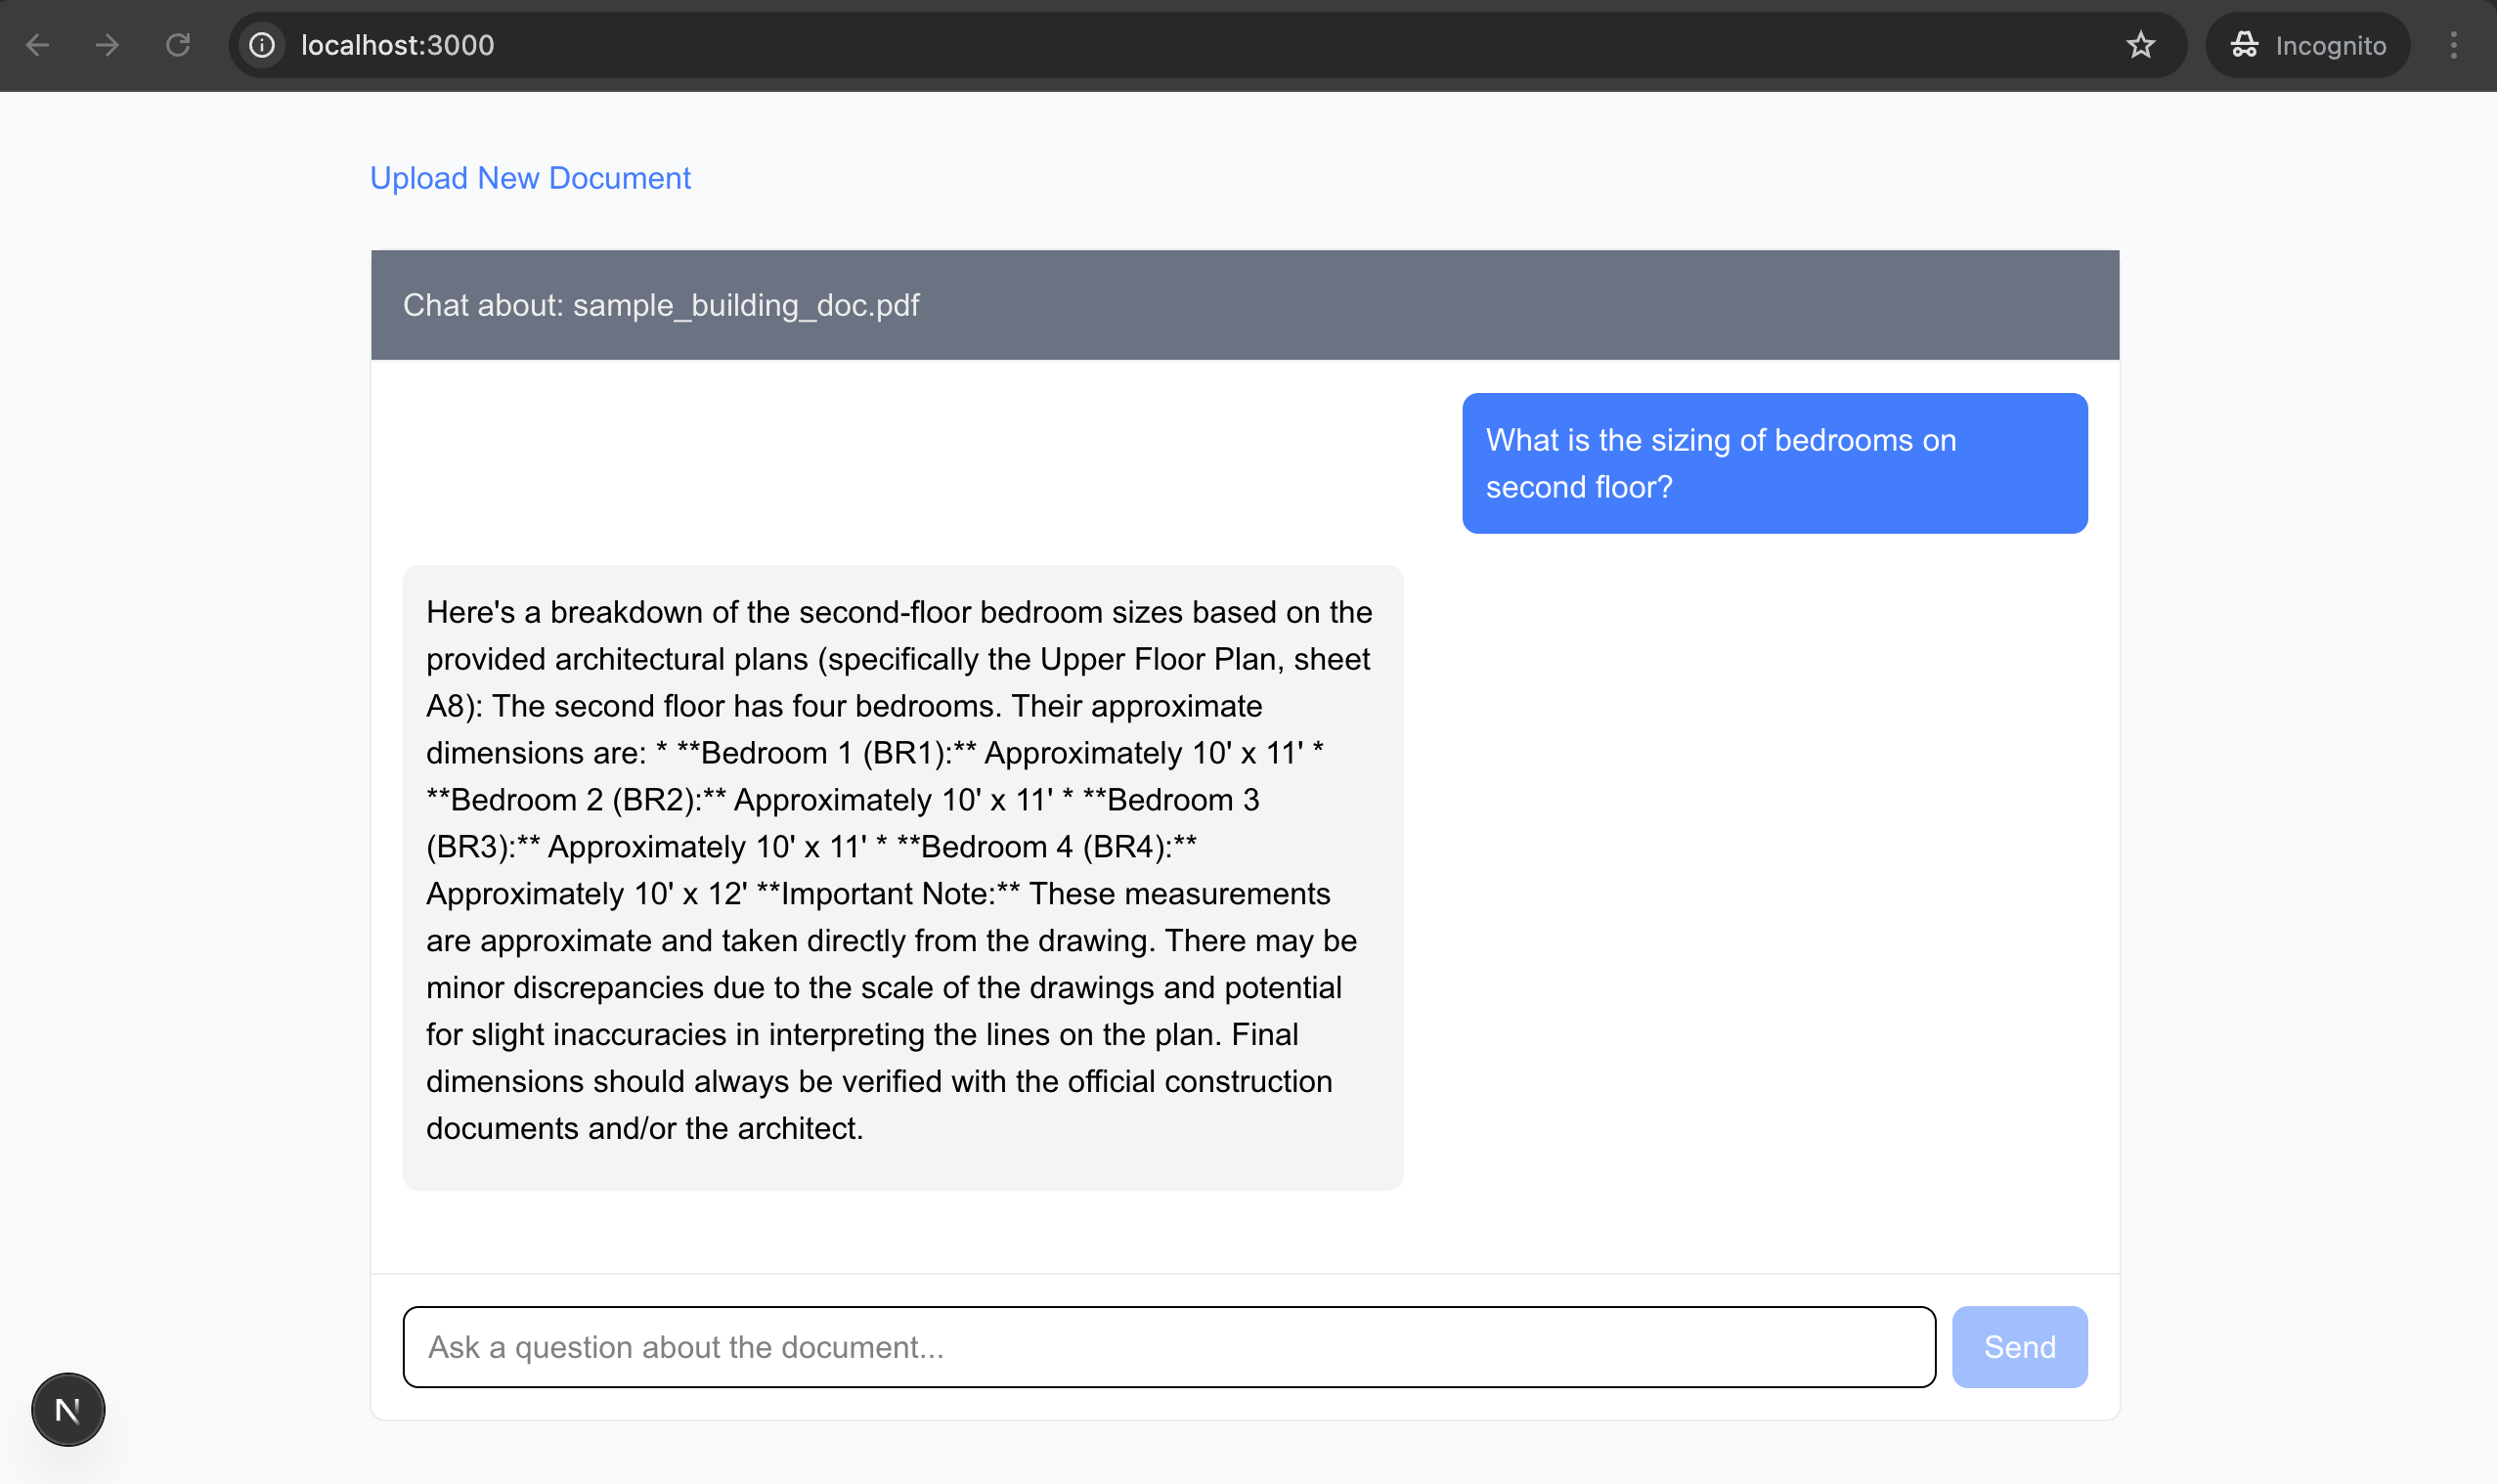 localhost:3000
Incognito
Upload New Document
Chat about: sample_building_doc.pdf
What is the sizing of bedrooms on
second floor?
Here's a breakdown of the second-floor bedroom sizes based on the
provided architectural plans (specifically the Upper Floor Plan, sheet
A8): The second floor has four bedrooms. Their approximate
dimensions are: * **Bedroom 1 (BR1):** Approximately 10' x 11' *
**Bedroom 2 (BR2):** Approximately 10' x 11' * **Bedroom 3
(BR3):** Approximately 10' x 11' * **Bedroom 4 (BR4):**
Approximately 10' x 12' **Important Note:** These measurements
are approximate and taken directly from the drawing. There may be
minor discrepancies due to the scale of the drawings and potential
for slight inaccuracies in interpreting the lines on the plan. Final
dimensions should always be verified with the official construction
documents and/or the architect.
Ask a question about the document...
Send
N